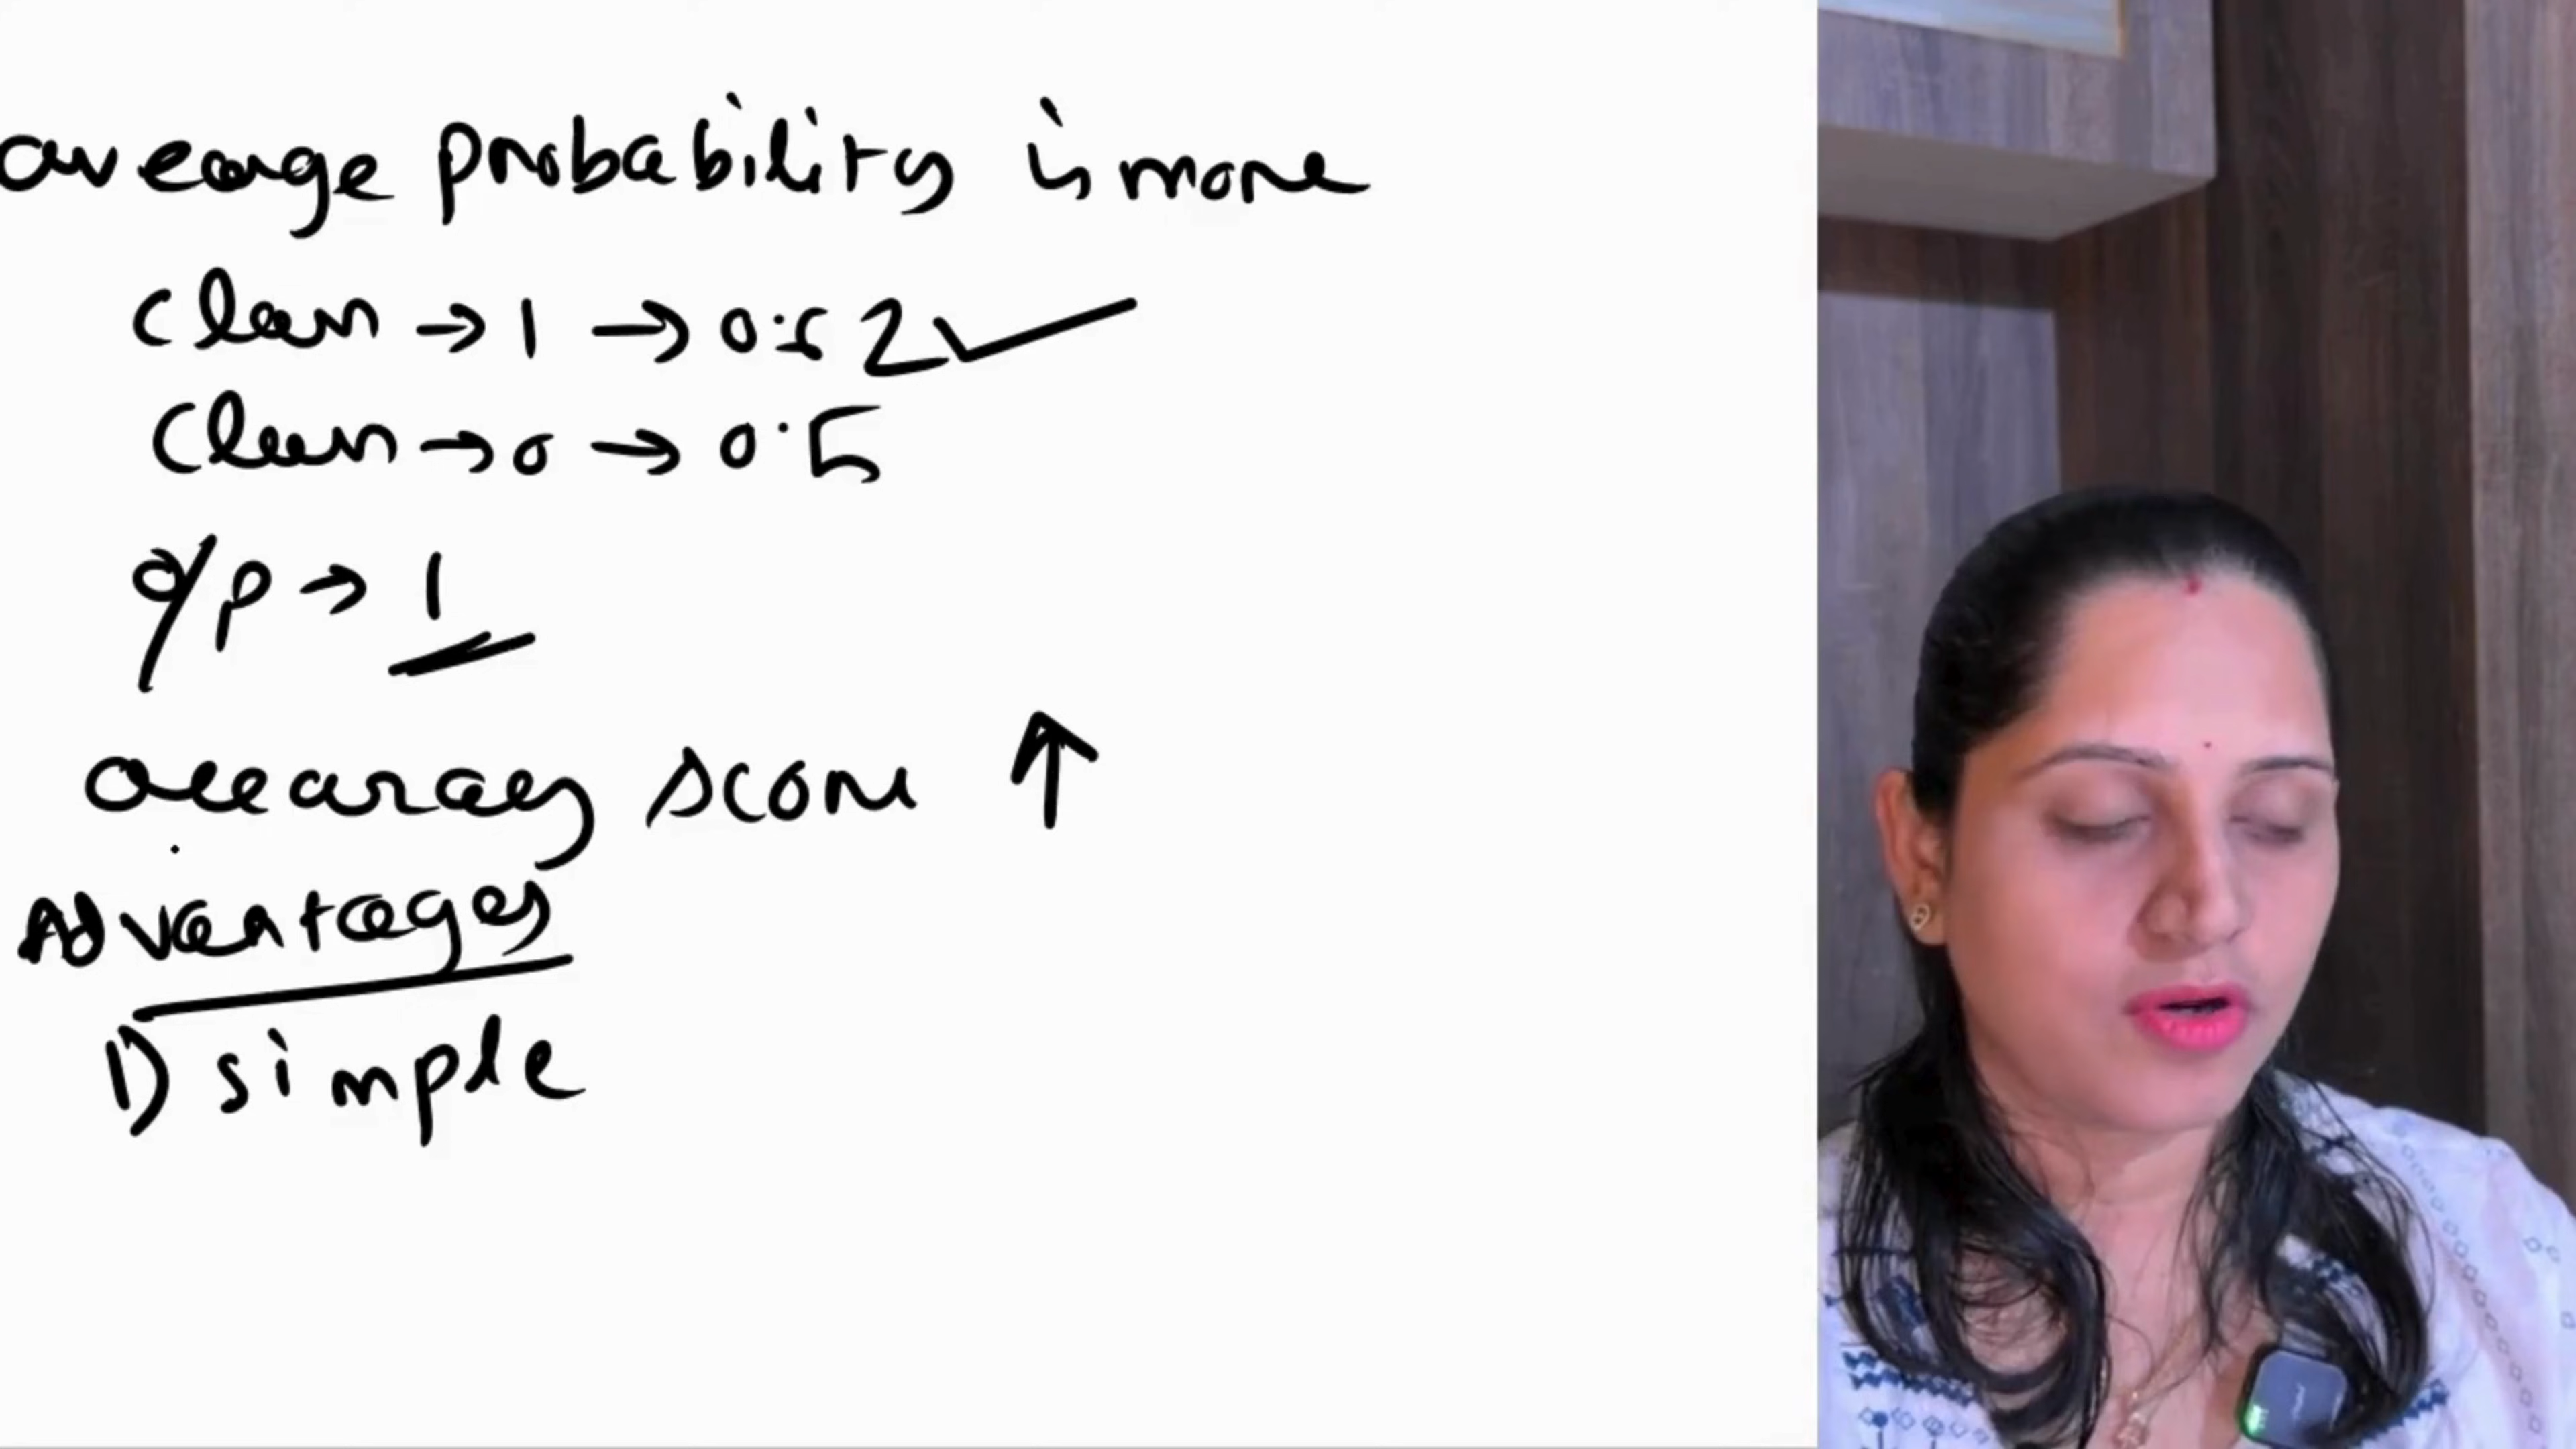 average probability is more
class → 1 → 0.52 ✓
class → 0 → 0.5
o/p → 1
accuracy score ↑
Advantages
1) simple